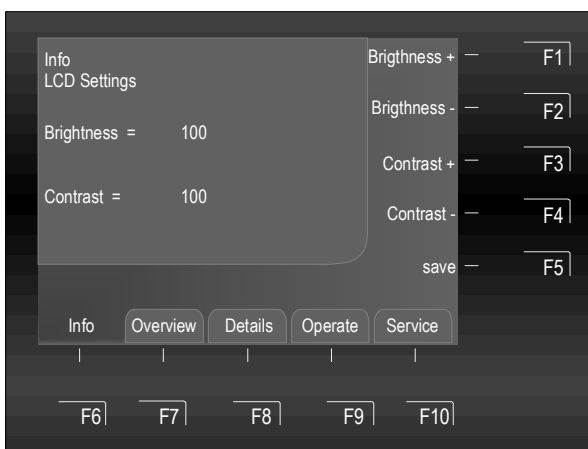 Info
LCD Settings
Brightness = 100
Contrast = 100
Brigthness + F1
Brigthness - F2
Contrast + F3
Contrast - F4
save F5
Info Overview Details Operate Service
F6 F7 F8 F9 F10